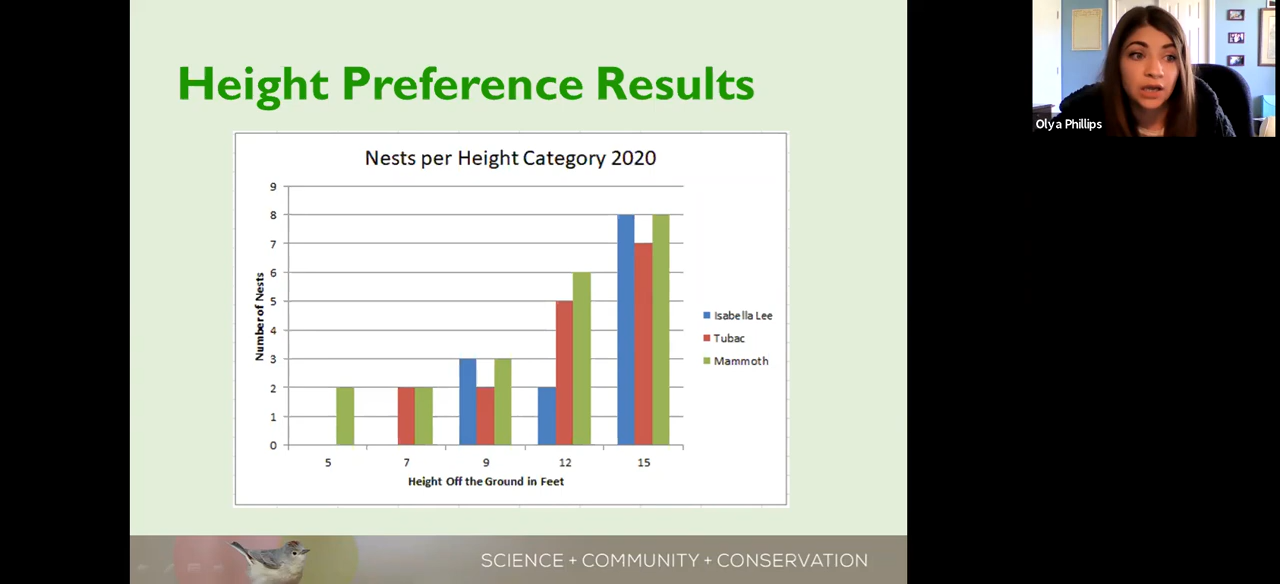 Height Preference Results
Nests per Height Category 2020
9
8
7
6
5
4
3
2
1
0
Number of Nests
5 7 9 12 15
Height Off the Ground in Feet
Isabella Lee
Tubac
Mammoth
SCIENCE + COMMUNITY + CONSERVATION
Olya Phillips